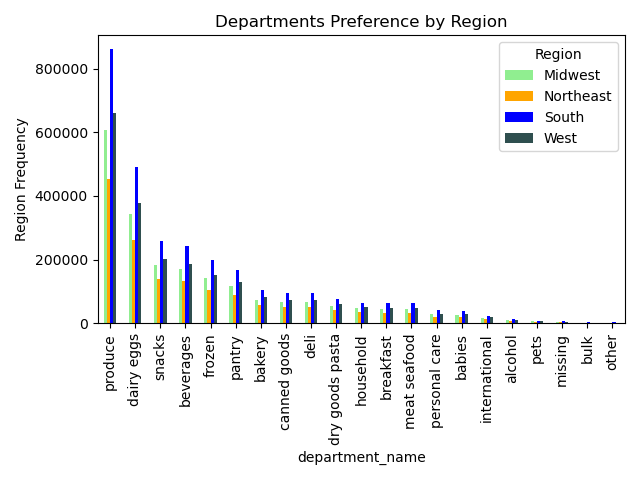 Departments Preference by Region
Region
Midwest
Northeast
South
West
Region Frequency
800000
600000
400000
200000
0
produce
dairy eggs
snacks
beverages
frozen
pantry
bakery
canned goods
deli
dry goods pasta
household
breakfast
meat seafood
personal care
babies
international
alcohol
pets
missing
bulk
other
department_name